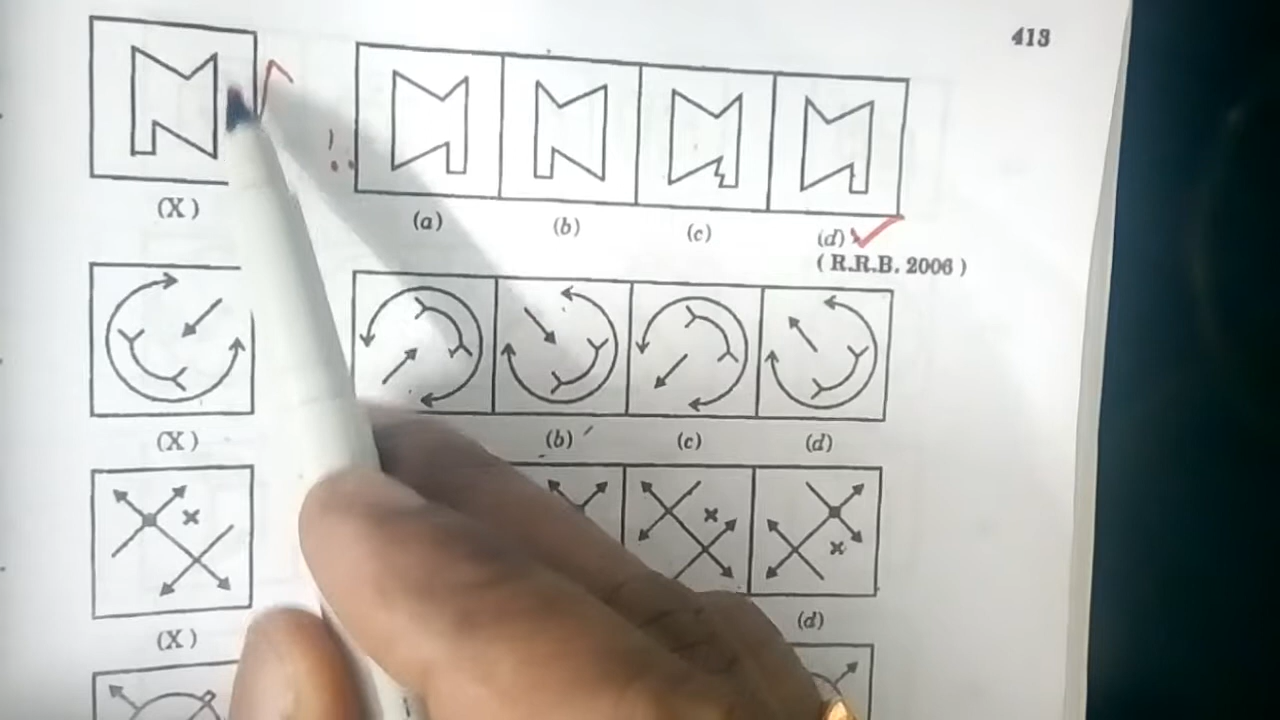 413
(X) (a) (b) (c) (d)
(R.R.B. 2006)
(X) (b) (c) (d)
(X) (d)